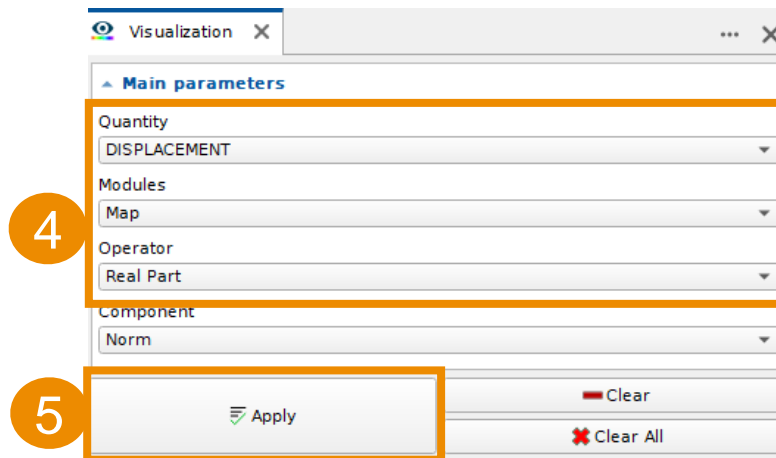 Visualization
Main parameters
Quantity
DISPLACEMENT
Modules
Map
4
Operator
Real Part
Component
Norm
5
Apply
Clear
Clear All